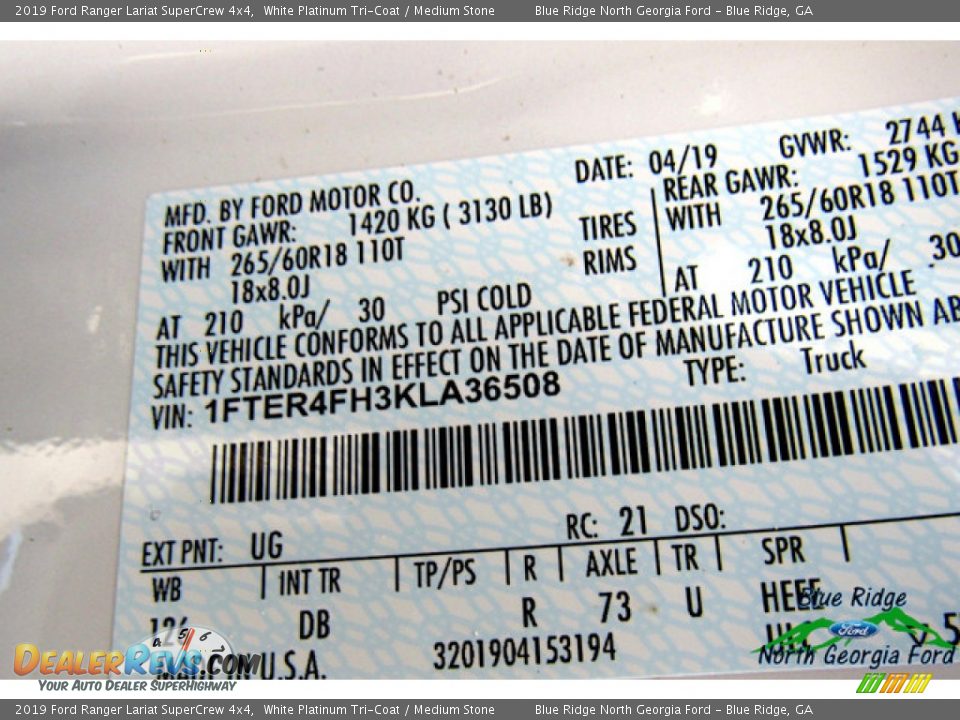 2019 Ford Ranger Lariat SuperCrew 4x4, White Platinum Tri-Coat / Medium Stone Blue Ridge North Georgia Ford - Blue Ridge, GA
MFD. BY FORD MOTOR CO. DATE: 04/19 GVWR: 2744
FRONT GAWR: 1420 KG ( 3130 LB) REAR GAWR: 1529 KG
WITH 265/60R18 110T TIRES WITH 265/60R18 110T
18x8.0J RIMS 18x8.0J
AT 210 kPa/ 30 PSI COLD AT 210 kPa/ 30
THIS VEHICLE CONFORMS TO ALL APPLICABLE FEDERAL MOTOR VEHICLE
SAFETY STANDARDS IN EFFECT ON THE DATE OF MANUFACTURE SHOWN AB
VIN: 1FTER4FH3KLA36508 TYPE: Truck
EXT PNT: UG RC: 21 DSO:
WB INT TR TP/PS R AXLE TR SPR
126 DB R 73 U HEEE
U.S.A. 3201904153194
Blue Ridge
Ford
North Georgia Ford
DealerRevs.com
Your Auto Dealer SuperHighway
2019 Ford Ranger Lariat SuperCrew 4x4, White Platinum Tri-Coat / Medium Stone Blue Ridge North Georgia Ford - Blue Ridge, GA